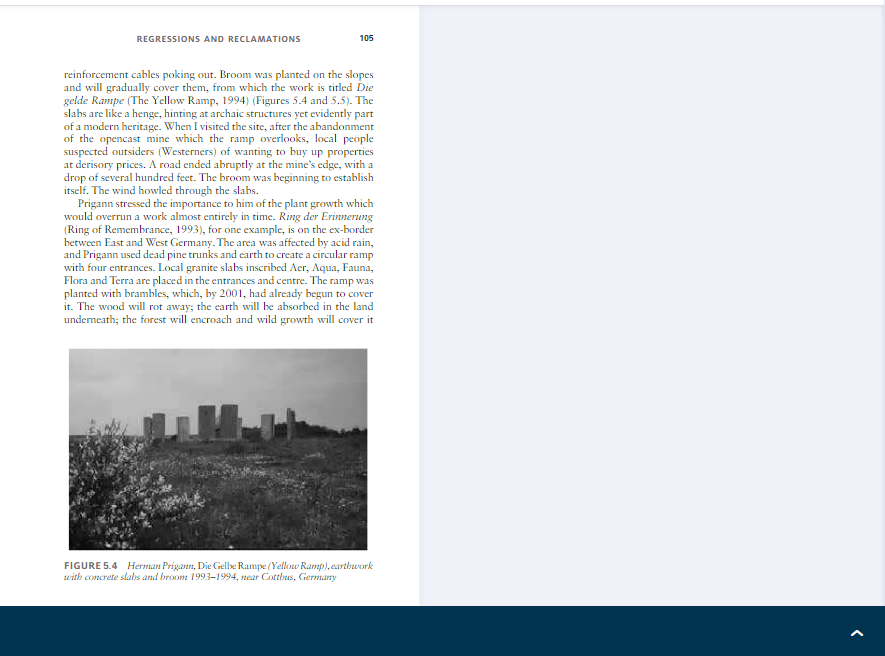 REGRESSIONS AND RECLAMATIONS 105
reinforcement cables poking out. Broom was planted on the slopes
and will gradually cover them, from which the work is titled Die
gelde Rampe (The Yellow Ramp, 1994) (Figures 5.4 and 5.5). The
slabs are like a henge, hinting at archaic structures yet evidently part
of a modern heritage. When I visited the site, after the abandonment
of the opencast mine which the ramp overlooks, local people
suspected outsiders (Westerners) of wanting to buy up properties
at derisory prices. A road ended abruptly at the mine's edge, with a
drop of several hundred feet. The broom was beginning to establish
itself. The wind howled through the slabs.
Prigann stressed the importance to him of the plant growth which
would overrun a work almost entirely in time. Ring der Erinnerung
(Ring of Remembrance, 1993), for one example, is on the ex-border
between East and West Germany. The area was affected by acid rain,
and Prigann used dead pine trunks and earth to create a circular ramp
with four entrances. Local granite slabs inscribed Aer, Aqua, Fauna,
Flora and Terra are placed in the entrances and centre. The ramp was
planted with brambles, which, by 2001, had already begun to cover
it. The wood will rot away; the earth will be absorbed in the land
underneath; the forest will encroach and wild growth will cover it
FIGURE 5.4 Herman Prigann, Die Gelbe Rampe (Yellow Ramp), earthwork
with concrete slabs and broom 1993–1994, near Cottbus, Germany